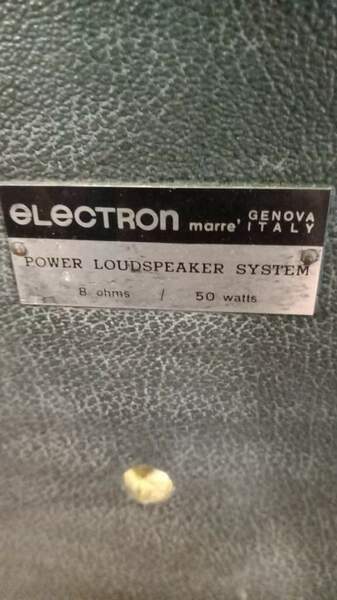 eLecTRon marre' GENOVA ITALY
POWER LOUDSPEAKER SYSTEM
8 ohms / 50 watts